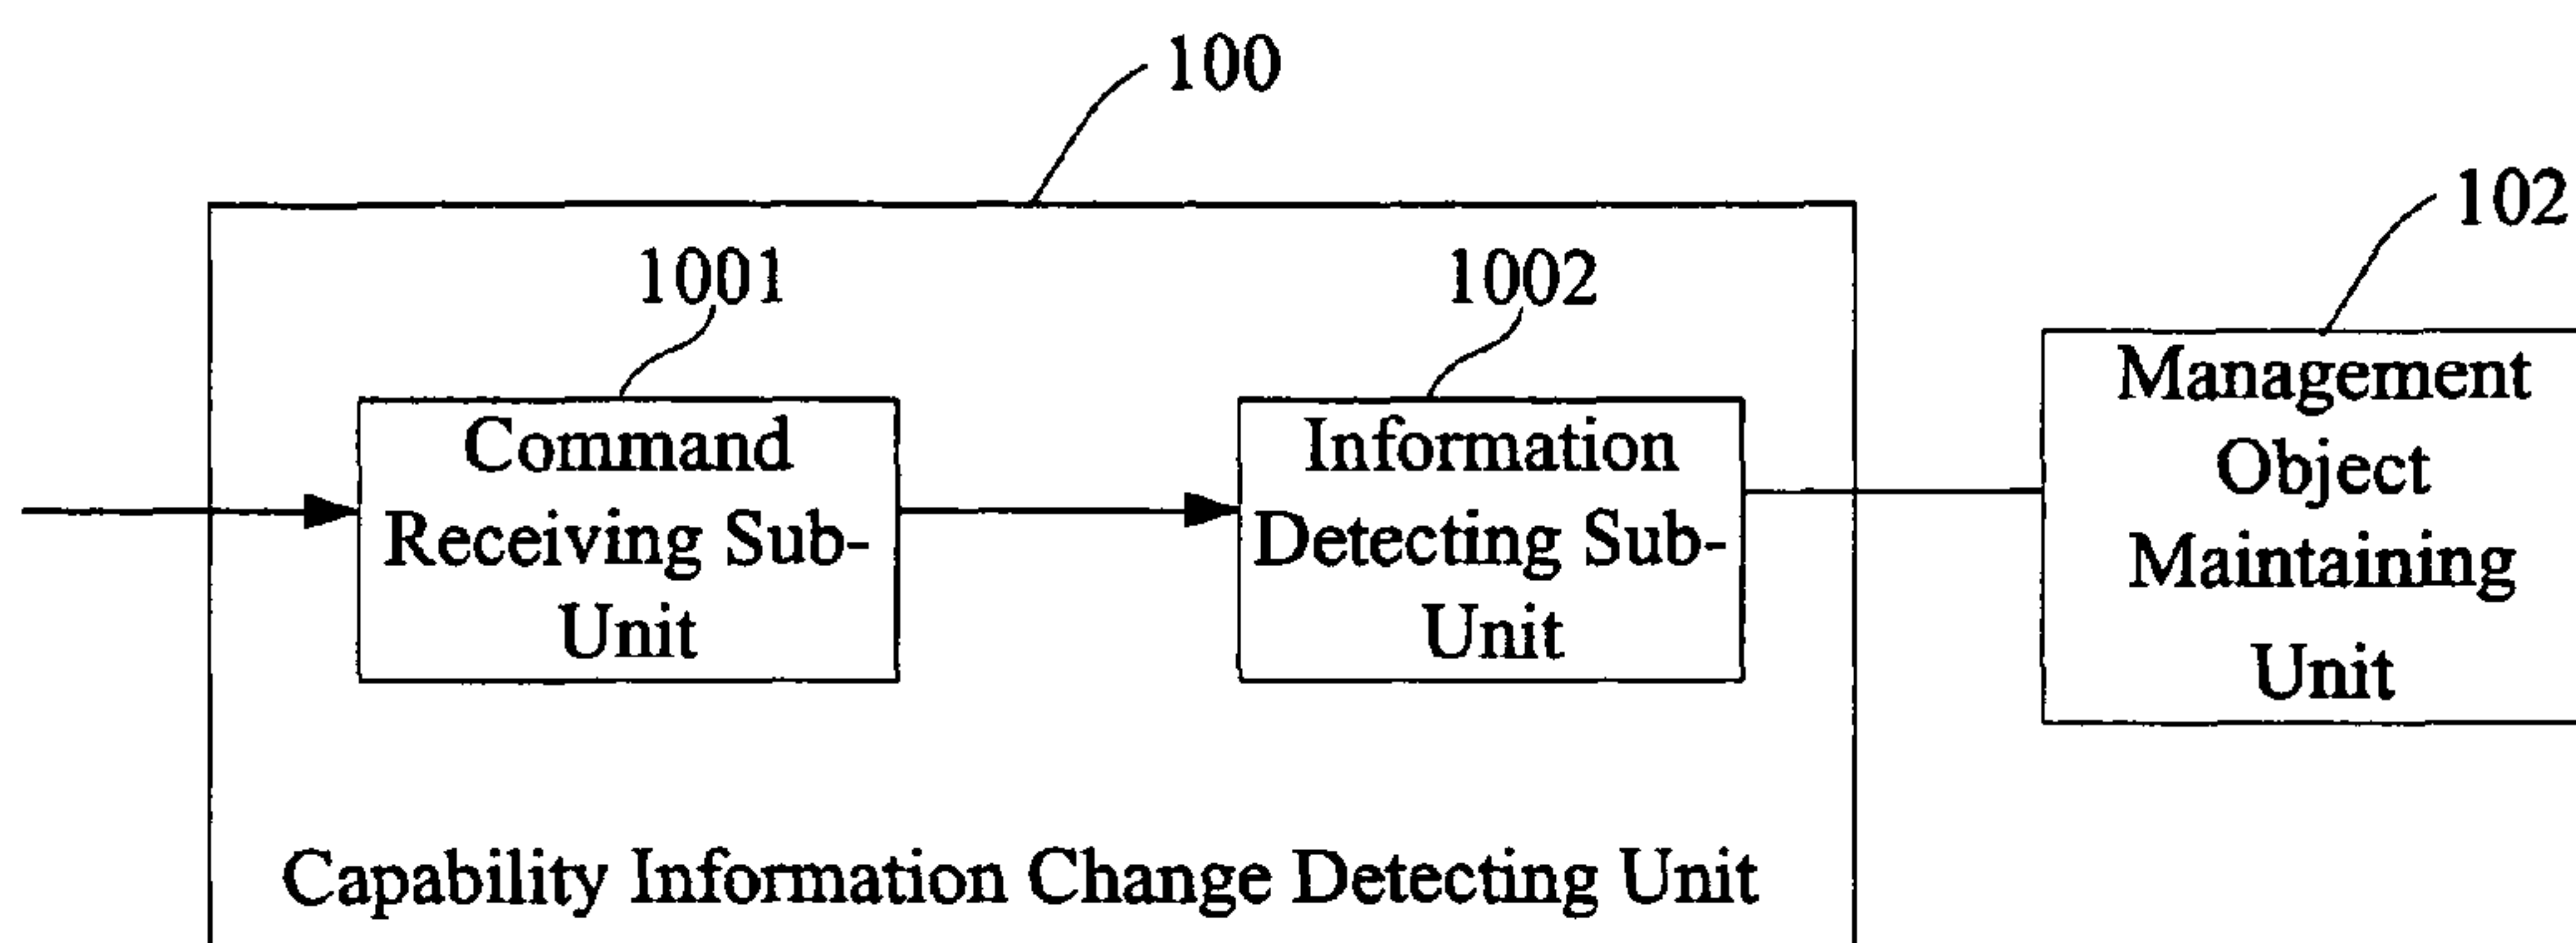 100
102
1001
1002
Command
Receiving Sub-
Unit
Information
Detecting Sub-
Unit
Management
Object
Maintaining
Unit
Capability Information Change Detecting Unit